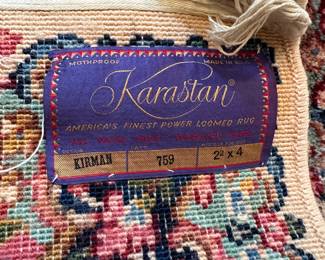 MOTHPROOF MADE IN U.S.A.
Karastan®
AMERICA'S FINEST POWER LOOMED RUG
KIRMAN 759 2² x 4